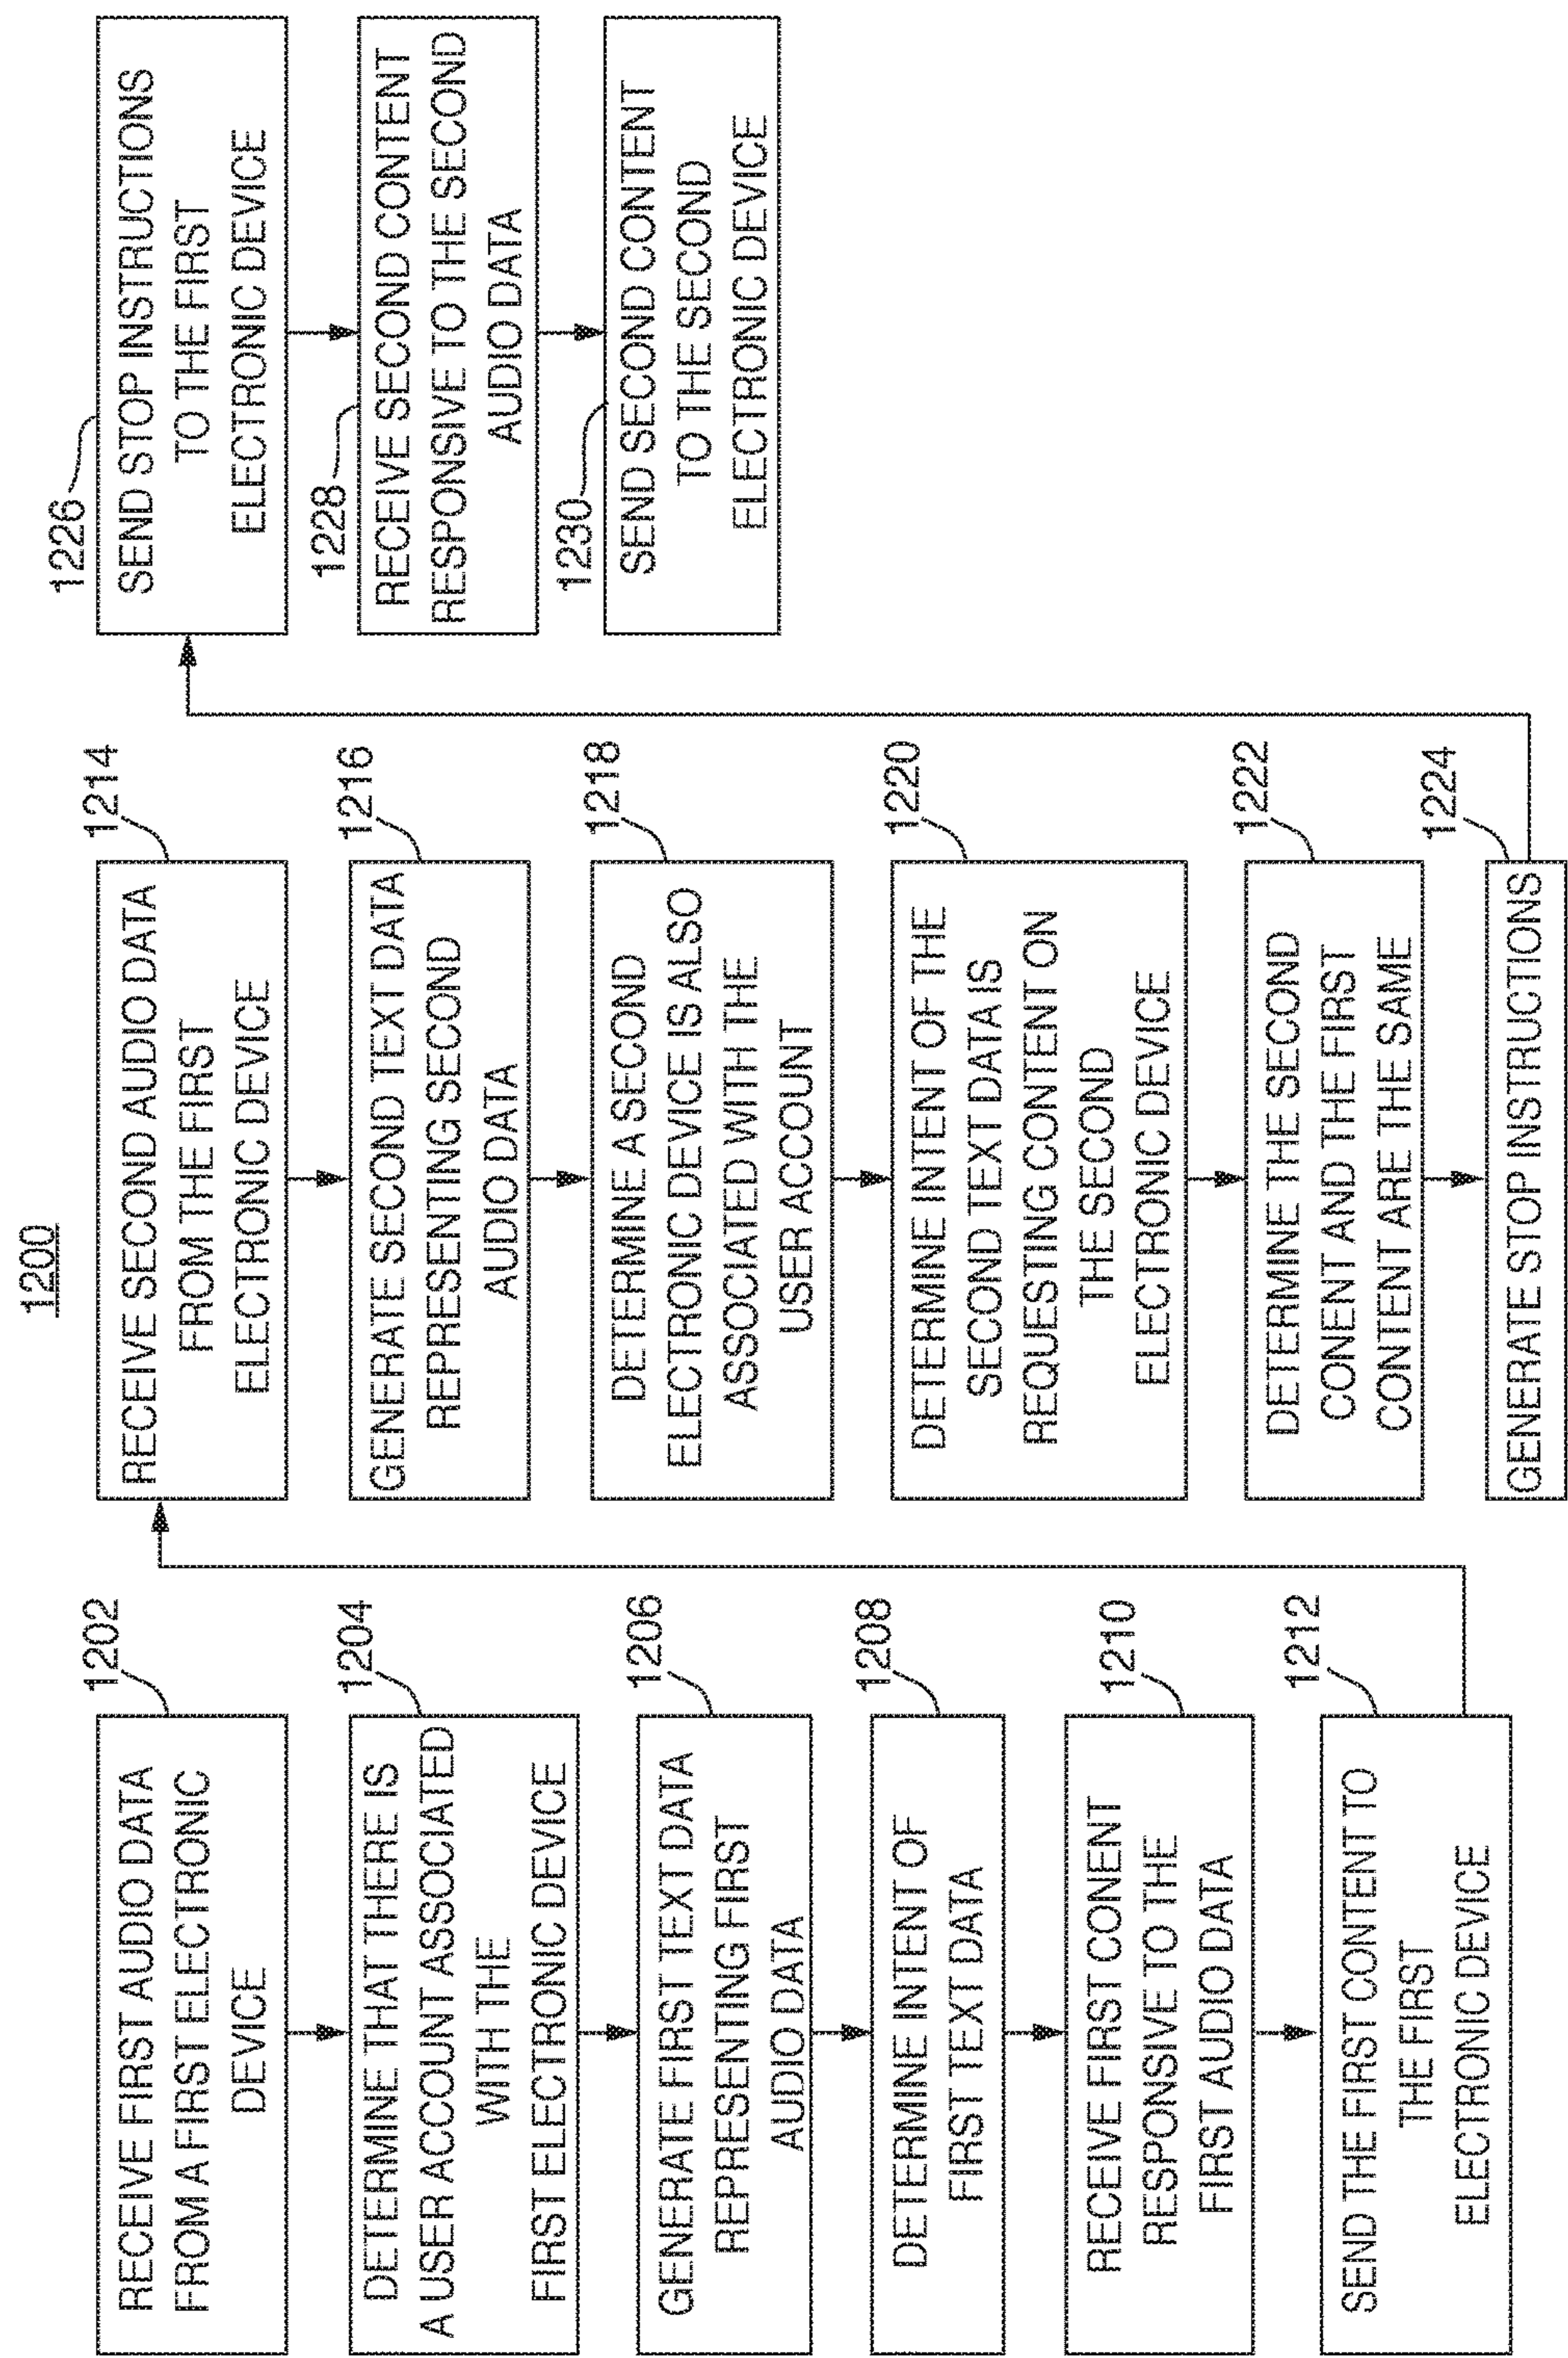 1200
1202
RECEIVE FIRST AUDIO DATA
FROM A FIRST ELECTRONIC
DEVICE
1204
DETERMINE THAT THERE IS
A USER ACCOUNT ASSOCIATED
WITH THE
FIRST ELECTRONIC DEVICE
1206
GENERATE FIRST TEXT DATA
REPRESENTING FIRST
AUDIO DATA
1208
DETERMINE INTENT OF
FIRST TEXT DATA
1210
RECEIVE FIRST CONENT
RESPONSIVE TO THE
FIRST AUDIO DATA
1212
SEND THE FIRST CONTENT TO
THE FIRST
ELECTRONIC DEVICE
1214
RECEIVE SECOND AUDIO DATA
FROM THE FIRST
ELECTRONIC DEVICE
1216
GENERATE SECOND TEXT DATA
REPRESENTING SECOND
AUDIO DATA
1218
DETERMINE A SECOND
ELECTRONIC DEVICE IS ALSO
ASSOCIATED WITH THE
USER ACCOUNT
1220
DETERMINE INTENT OF THE
SECOND TEXT DATA IS
REQUESTING CONTENT ON
THE SECOND
ELECTRONIC DEVICE
1222
DETERMINE THE SECOND
CONENT AND THE FIRST
CONTENT ARE THE SAME
1224
GENERATE STOP INSTRUCTIONS
1226
SEND STOP INSTRUCTIONS
TO THE FIRST
ELECTRONIC DEVICE
1228
RECEIVE SECOND CONTENT
RESPONSIVE TO THE SECOND
AUDIO DATA
1230
SEND SECOND CONTENT
TO THE SECOND
ELECTRONIC DEVICE